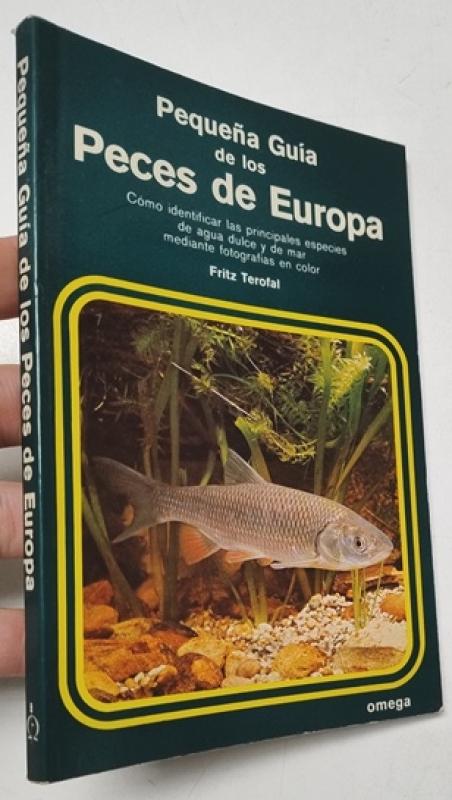 Pequeña Guía
de los
Peces de Europa
Cómo identificar las principales especies
de agua dulce y de mar
mediante fotografías en color
Fritz Terofal
omega
Pequeña Guía de los Peces de Europa